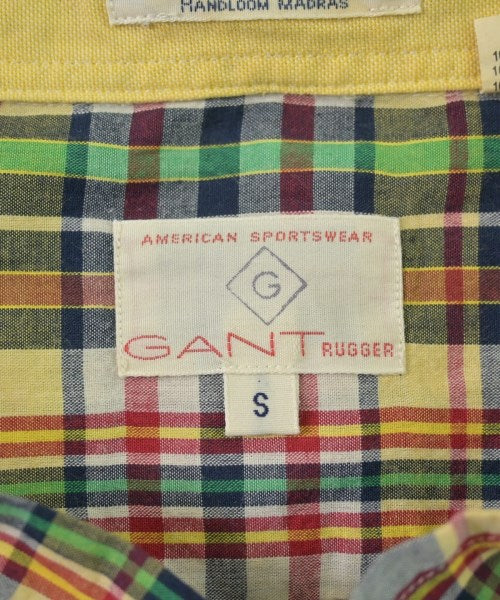 HANDLOOM MADRAS
AMERICAN SPORTSWEAR
G
GANT RUGGER
S